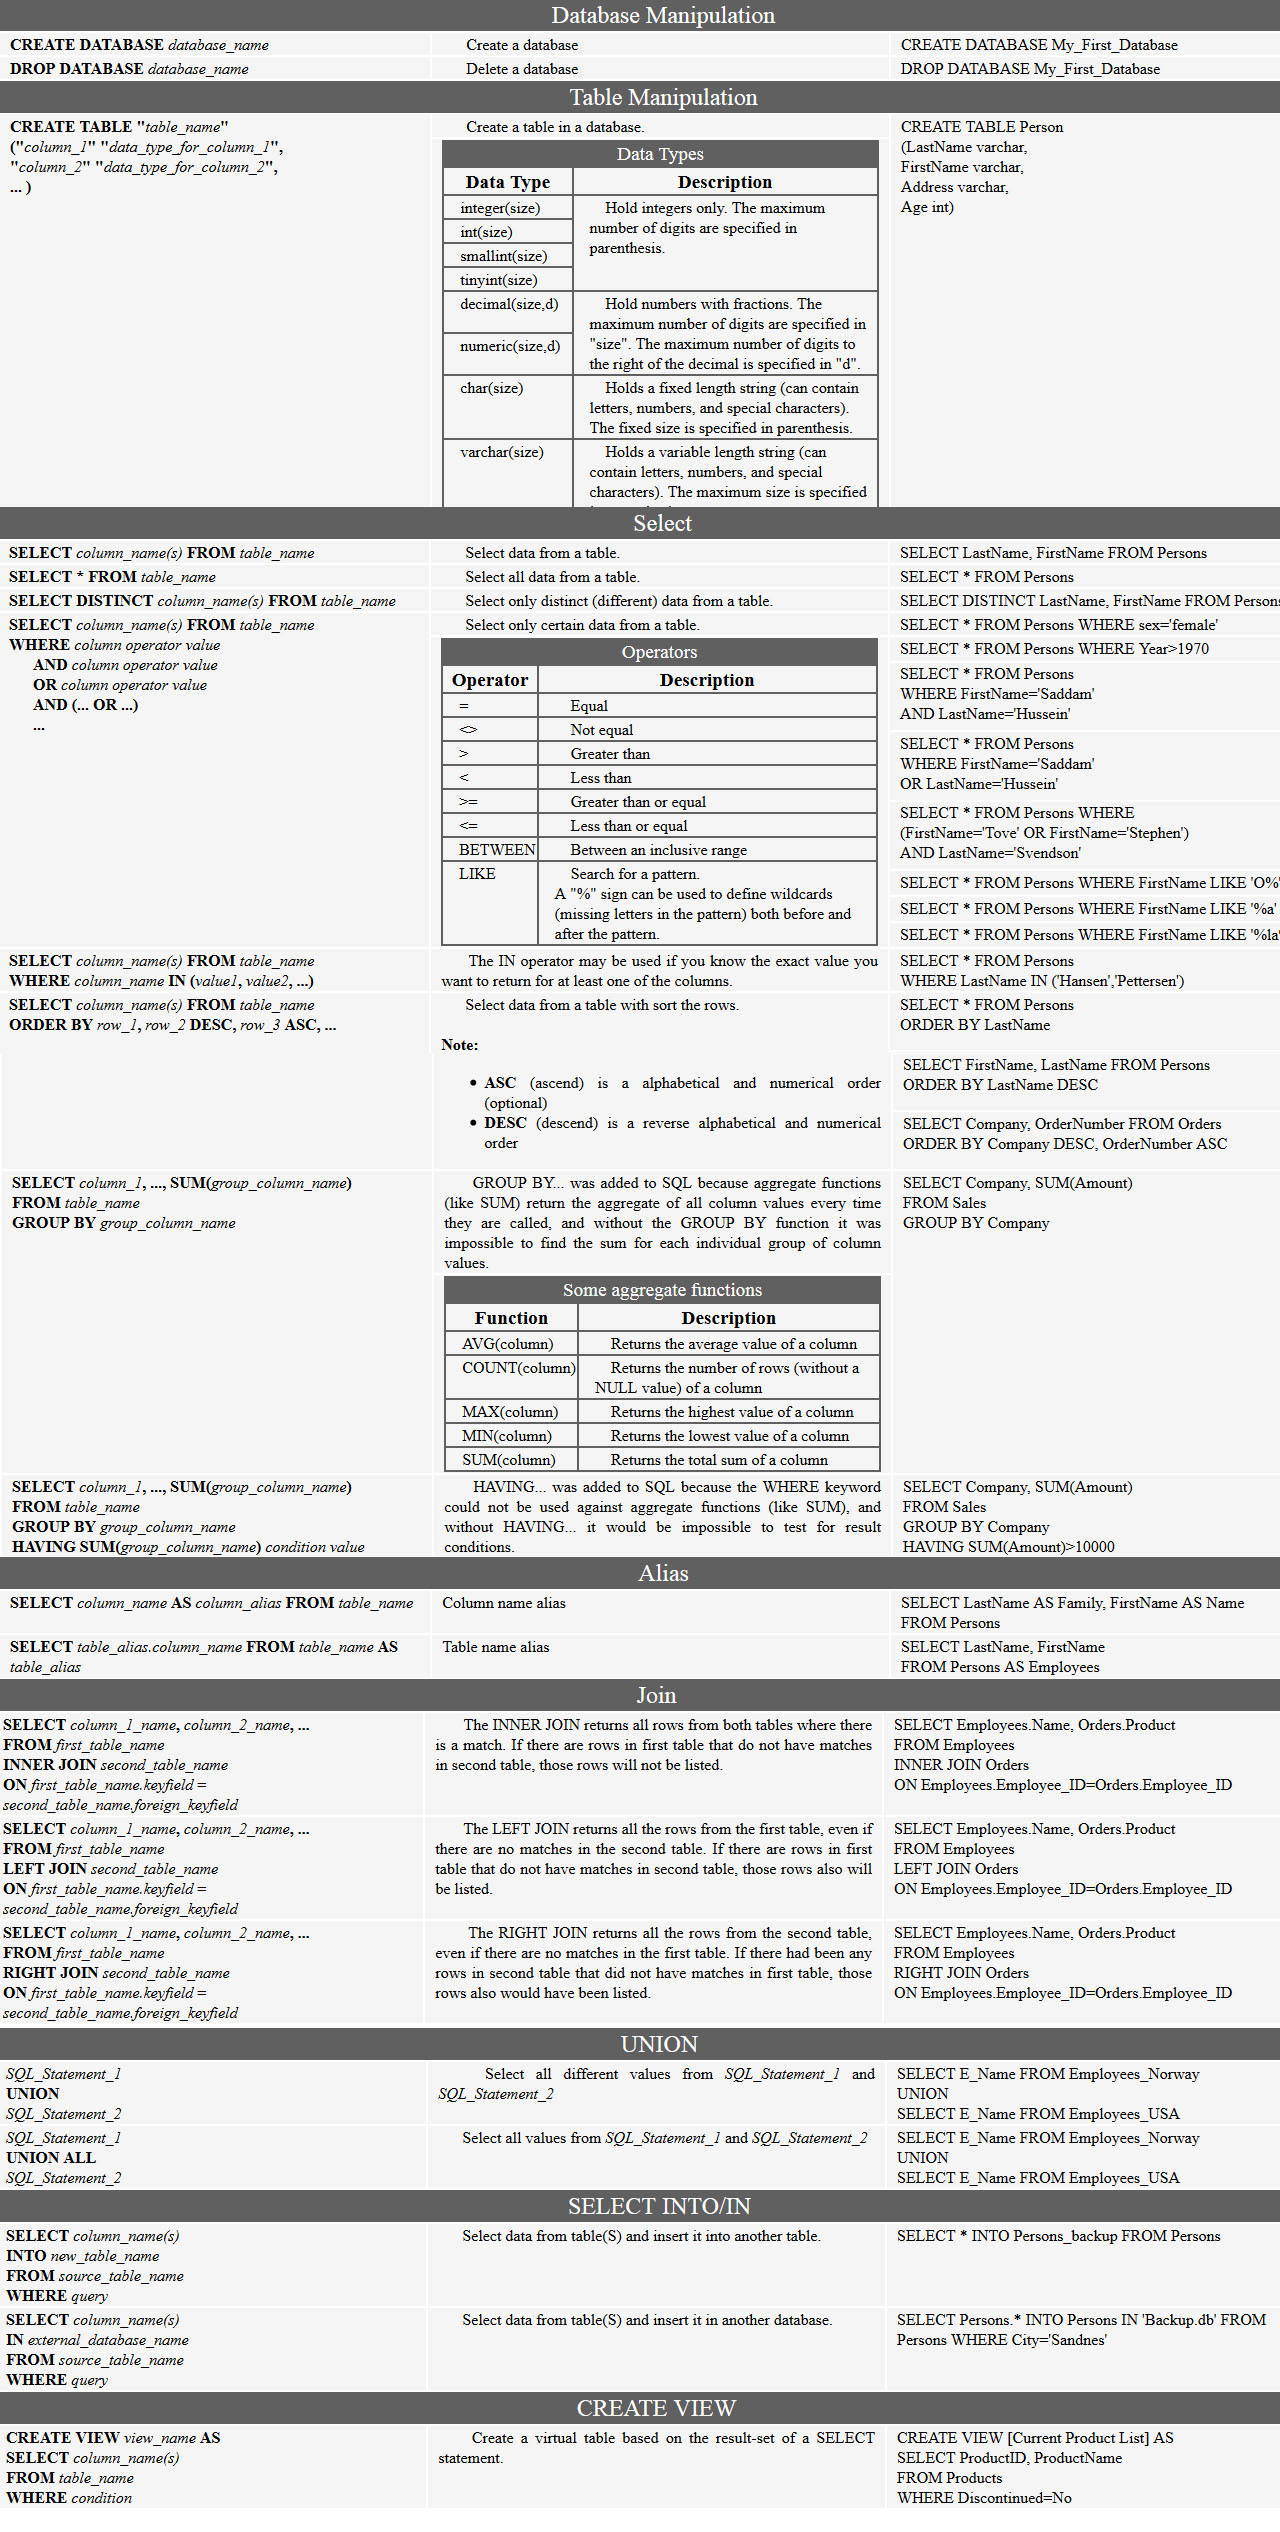 Database Manipulation
CREATE DATABASE database_name
Create a database
CREATE DATABASE My_First_Database
DROP DATABASE database_name
Delete a database
DROP DATABASE My_First_Database
Table Manipulation
CREATE TABLE "table_name"
("column_1" "data_type_for_column_1",
"column_2" "data_type_for_column_2",
... )
Create a table in a database.
Data Types
Data Type Description
integer(size)
int(size)
smallint(size)
tinyint(size)
Hold integers only. The maximum
number of digits are specified in
parenthesis.
decimal(size,d)
numeric(size,d)
Hold numbers with fractions. The
maximum number of digits are specified in
"size". The maximum number of digits to
the right of the decimal is specified in "d".
char(size)
Holds a fixed length string (can contain
letters, numbers, and special characters).
The fixed size is specified in parenthesis.
varchar(size)
Holds a variable length string (can
contain letters, numbers, and special
characters). The maximum size is specified
CREATE TABLE Person
(LastName varchar,
FirstName varchar,
Address varchar,
Age int)
Select
SELECT column_name(s) FROM table_name
Select data from a table.
SELECT LastName, FirstName FROM Persons
SELECT * FROM table_name
Select all data from a table.
SELECT * FROM Persons
SELECT DISTINCT column_name(s) FROM table_name
Select only distinct (different) data from a table.
SELECT DISTINCT LastName, FirstName FROM Persons
SELECT column_name(s) FROM table_name
WHERE column operator value
AND column operator value
OR column operator value
AND (... OR ...)
...
Select only certain data from a table.
Operators
Operator Description
= Equal
<> Not equal
> Greater than
< Less than
>= Greater than or equal
<= Less than or equal
BETWEEN Between an inclusive range
LIKE Search for a pattern.
A "%" sign can be used to define wildcards
(missing letters in the pattern) both before and
after the pattern.
SELECT * FROM Persons WHERE sex='female'
SELECT * FROM Persons WHERE Year>1970
SELECT * FROM Persons
WHERE FirstName='Saddam'
AND LastName='Hussein'
SELECT * FROM Persons
WHERE FirstName='Saddam'
OR LastName='Hussein'
SELECT * FROM Persons WHERE
(FirstName='Tove' OR FirstName='Stephen')
AND LastName='Svendson'
SELECT * FROM Persons WHERE FirstName LIKE 'O%'
SELECT * FROM Persons WHERE FirstName LIKE '%a'
SELECT * FROM Persons WHERE FirstName LIKE '%la%
SELECT column_name(s) FROM table_name
WHERE column_name IN (value1, value2, ...)
The IN operator may be used if you know the exact value you
want to return for at least one of the columns.
SELECT * FROM Persons
WHERE LastName IN ('Hansen','Pettersen')
SELECT column_name(s) FROM table_name
ORDER BY row_1, row_2 DESC, row_3 ASC, ...
Select data from a table with sort the rows.
Note:
• ASC (ascend) is a alphabetical and numerical order
(optional)
• DESC (descend) is a reverse alphabetical and numerical
order
SELECT * FROM Persons
ORDER BY LastName
SELECT FirstName, LastName FROM Persons
ORDER BY LastName DESC
SELECT Company, OrderNumber FROM Orders
ORDER BY Company DESC, OrderNumber ASC
SELECT column_1, ..., SUM(group_column_name)
FROM table_name
GROUP BY group_column_name
GROUP BY... was added to SQL because aggregate functions
(like SUM) return the aggregate of all column values every time
they are called, and without the GROUP BY function it was
impossible to find the sum for each individual group of column
values.
Some aggregate functions
Function Description
AVG(column) Returns the average value of a column
COUNT(column) Returns the number of rows (without a
NULL value) of a column
MAX(column) Returns the highest value of a column
MIN(column) Returns the lowest value of a column
SUM(column) Returns the total sum of a column
SELECT Company, SUM(Amount)
FROM Sales
GROUP BY Company
SELECT column_1, ..., SUM(group_column_name)
FROM table_name
GROUP BY group_column_name
HAVING SUM(group_column_name) condition value
HAVING... was added to SQL because the WHERE keyword
could not be used against aggregate functions (like SUM), and
without HAVING... it would be impossible to test for result
conditions.
SELECT Company, SUM(Amount)
FROM Sales
GROUP BY Company
HAVING SUM(Amount)>10000
Alias
SELECT column_name AS column_alias FROM table_name
Column name alias
SELECT LastName AS Family, FirstName AS Name
FROM Persons
SELECT table_alias.column_name FROM table_name AS
table_alias
Table name alias
SELECT LastName, FirstName
FROM Persons AS Employees
Join
SELECT column_1_name, column_2_name, ...
FROM first_table_name
INNER JOIN second_table_name
ON first_table_name.keyfield =
second_table_name.foreign_keyfield
The INNER JOIN returns all rows from both tables where there
is a match. If there are rows in first table that do not have matches
in second table, those rows will not be listed.
SELECT Employees.Name, Orders.Product
FROM Employees
INNER JOIN Orders
ON Employees.Employee_ID=Orders.Employee_ID
SELECT column_1_name, column_2_name, ...
FROM first_table_name
LEFT JOIN second_table_name
ON first_table_name.keyfield =
second_table_name.foreign_keyfield
The LEFT JOIN returns all the rows from the first table, even if
there are no matches in the second table. If there are rows in first
table that do not have matches in second table, those rows also will
be listed.
SELECT Employees.Name, Orders.Product
FROM Employees
LEFT JOIN Orders
ON Employees.Employee_ID=Orders.Employee_ID
SELECT column_1_name, column_2_name, ...
FROM first_table_name
RIGHT JOIN second_table_name
ON first_table_name.keyfield =
second_table_name.foreign_keyfield
The RIGHT JOIN returns all the rows from the second table,
even if there are no matches in the first table. If there had been any
rows in second table that did not have matches in first table, those
rows also would have been listed.
SELECT Employees.Name, Orders.Product
FROM Employees
RIGHT JOIN Orders
ON Employees.Employee_ID=Orders.Employee_ID
UNION
SQL_Statement_1
UNION
SQL_Statement_2
Select all different values from SQL_Statement_1 and
SQL_Statement_2
SELECT E_Name FROM Employees_Norway
UNION
SELECT E_Name FROM Employees_USA
SQL_Statement_1
UNION ALL
SQL_Statement_2
Select all values from SQL_Statement_1 and SQL_Statement_2
SELECT E_Name FROM Employees_Norway
UNION
SELECT E_Name FROM Employees_USA
SELECT INTO/IN
SELECT column_name(s)
INTO new_table_name
FROM source_table_name
WHERE query
Select data from table(S) and insert it into another table.
SELECT * INTO Persons_backup FROM Persons
SELECT column_name(s)
IN external_database_name
FROM source_table_name
WHERE query
Select data from table(S) and insert it in another database.
SELECT Persons.* INTO Persons IN 'Backup.db' FROM
Persons WHERE City='Sandnes'
CREATE VIEW
CREATE VIEW view_name AS
SELECT column_name(s)
FROM table_name
WHERE condition
Create a virtual table based on the result-set of a SELECT
statement.
CREATE VIEW [Current Product List] AS
SELECT ProductID, ProductName
FROM Products
WHERE Discontinued=No